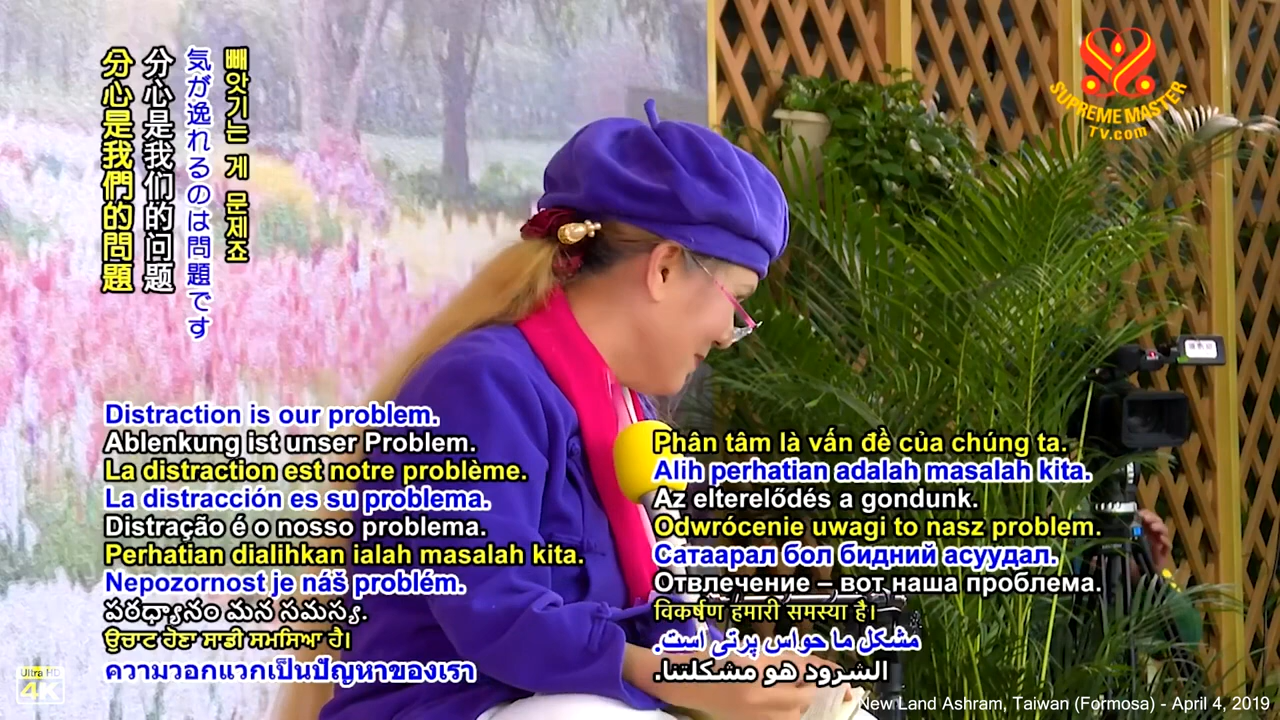 分心是我們的問題
分心是我们的问题
気が逸れるのは問題です
빼앗기는 게 문제죠
SUPREME MASTER
TV.com
Distraction is our problem.
Ablenkung ist unser Problem.
La distraction est notre problème.
La distracción es su problema.
Distração é o nosso problema.
Perhatian dialihkan ialah masalah kita.
Nepozornost je náš problém.
పరధ్యానం మన సమస్య.
ਉਚਾਟ ਹੋਣਾ ਸਾਡੀ ਸਮਸਿਆ ਹੈ।
ความวอกแวกเป็นปัญหาของเรา
Phân tâm là vấn đề của chúng ta.
Alih perhatian adalah masalah kita.
Az elterelődés a gondunk.
Odwrócenie uwagi to nasz problem.
Сатаарал бол бидний асуудал.
Отвлечение – вот наша проблема.
विकर्षण हमारी समस्या है।
مشکل ما حواس پرتی است.
الشرود هو مشكلتنا.
Ultra HD
4K
New Land Ashram, Taiwan (Formosa) - April 4, 2019